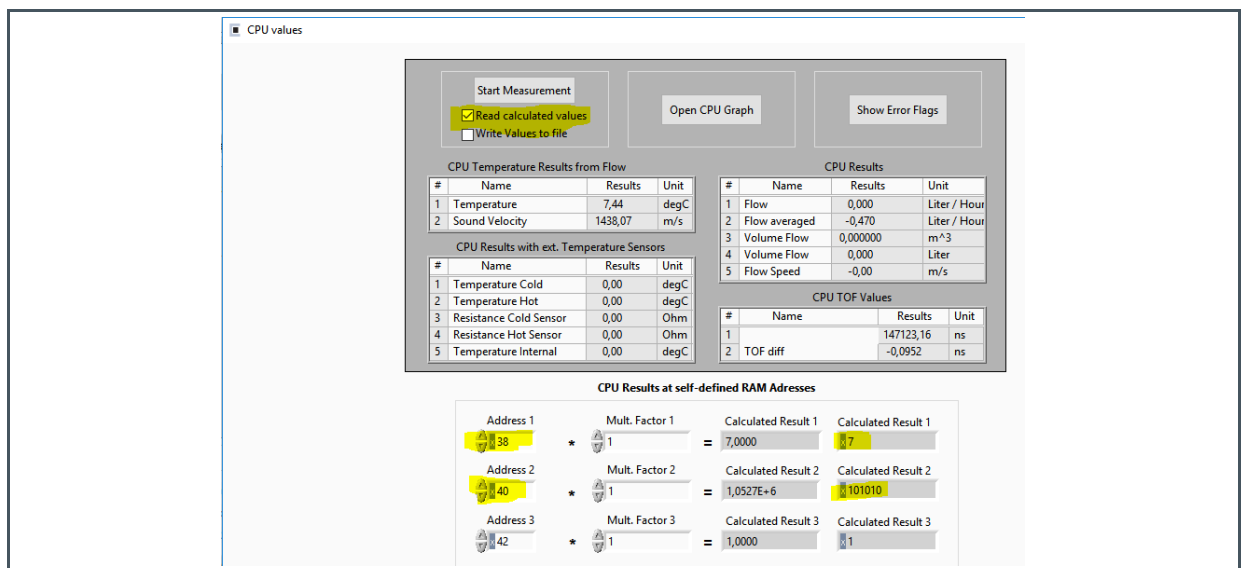 CPU values
Start Measurement
Read calculated values
Write Values to file
Open CPU Graph
Show Error Flags
CPU Temperature Results from Flow
# Name Results Unit
1 Temperature 7,44 degC
2 Sound Velocity 1438,07 m/s
CPU Results with ext. Temperature Sensors
# Name Results Unit
1 Temperature Cold 0,00 degC
2 Temperature Hot 0,00 degC
3 Resistance Cold Sensor 0,00 Ohm
4 Resistance Hot Sensor 0,00 Ohm
5 Temperature Internal 0,00 degC
CPU Results
# Name Results Unit
1 Flow 0,000 Liter / Hour
2 Flow averaged -0,470 Liter / Hour
3 Volume Flow 0,000000 m^3
4 Volume Flow 0,000 Liter
5 Flow Speed -0,00 m/s
CPU TOF Values
# Name Results Unit
1 147123,16 ns
2 TOF diff -0,0952 ns
CPU Results at self-defined RAM Adresses
Address 1 Mult. Factor 1 Calculated Result 1 Calculated Result 1
x 38 * 1 = 7,0000 x 7
Address 2 Mult. Factor 2 Calculated Result 2 Calculated Result 2
x 40 * 1 = 1,0527E+6 x 101010
Address 3 Mult. Factor 3 Calculated Result 3 Calculated Result 3
x 42 * 1 = 1,0000 x 1